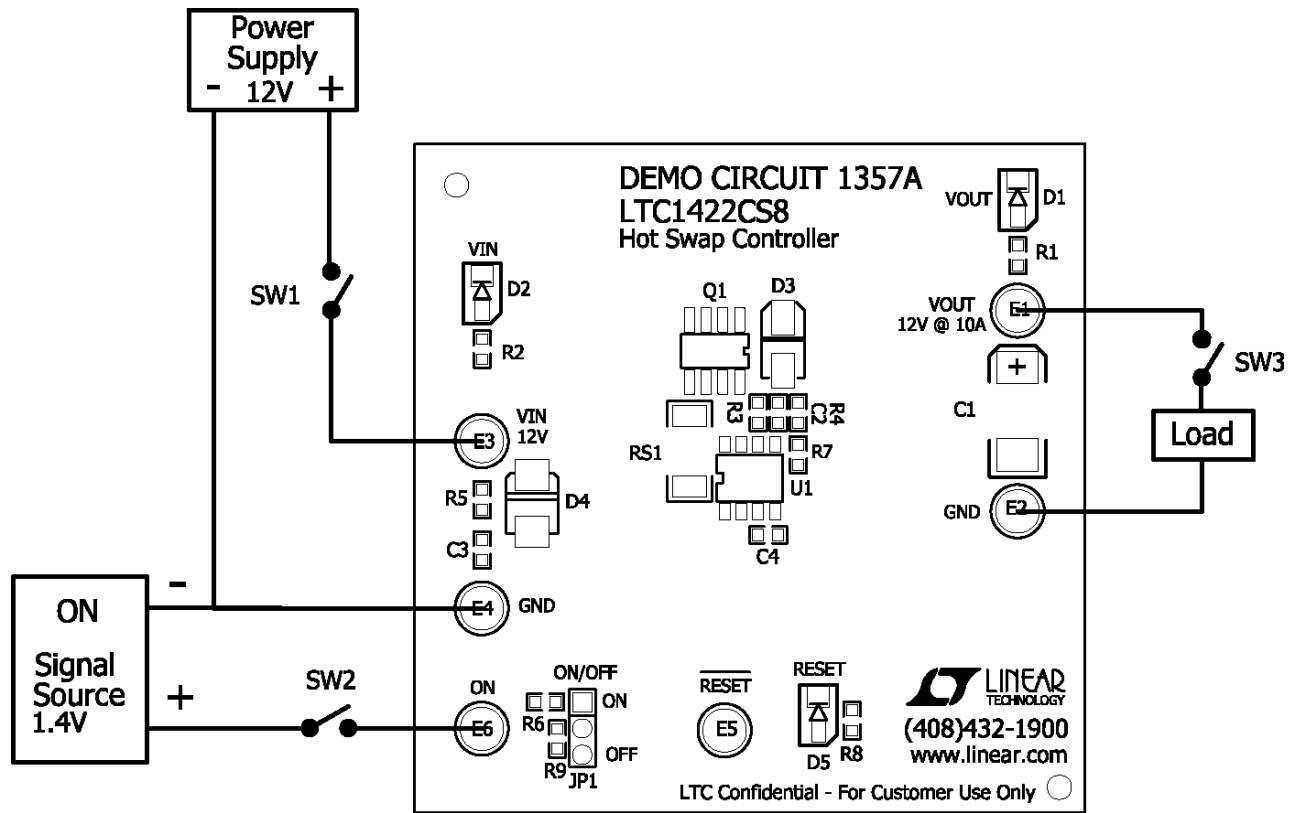 Power
Supply
- 12V +
DEMO CIRCUIT 1357A
LTC1422CS8
Hot Swap Controller
VOUT
D1
R1
SW1
VIN
D2
R2
Q1
D3
VOUT
12V @ 10A
E1
SW3
+
C1
Load
E3
VIN
12V
R3
C2
R4
RS1
R7
U1
R5
D4
GND
E2
C3
C4
-
E4
GND
ON
Signal
Source
1.4V
+
SW2
ON
E6
ON/OFF
ON
R6
R9
OFF
JP1
RESET
E5
RESET
D5
R8
LT LINEAR
TECHNOLOGY
(408)432-1900
www.linear.com
LTC Confidential - For Customer Use Only